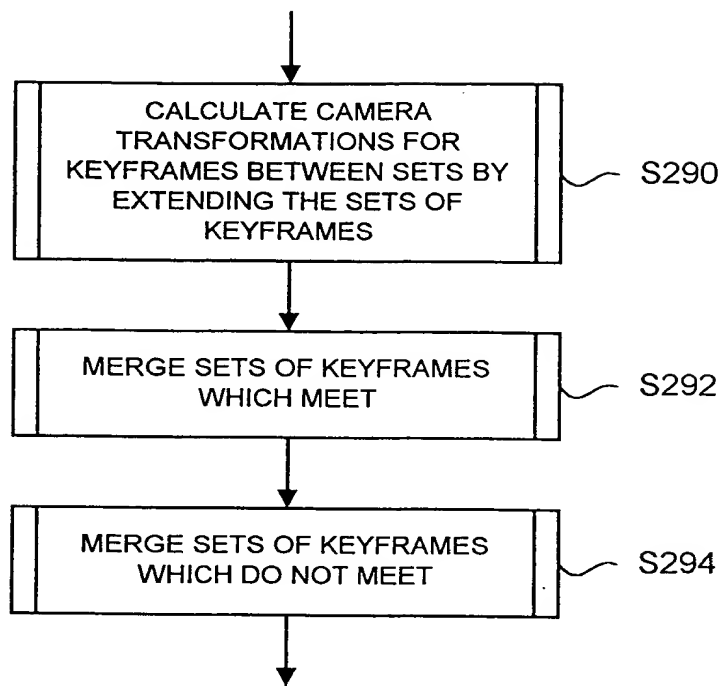 CALCULATE CAMERA
TRANSFORMATIONS FOR
KEYFRAMES BETWEEN SETS BY
EXTENDING THE SETS OF
KEYFRAMES
S290
MERGE SETS OF KEYFRAMES
WHICH MEET
S292
MERGE SETS OF KEYFRAMES
WHICH DO NOT MEET
S294